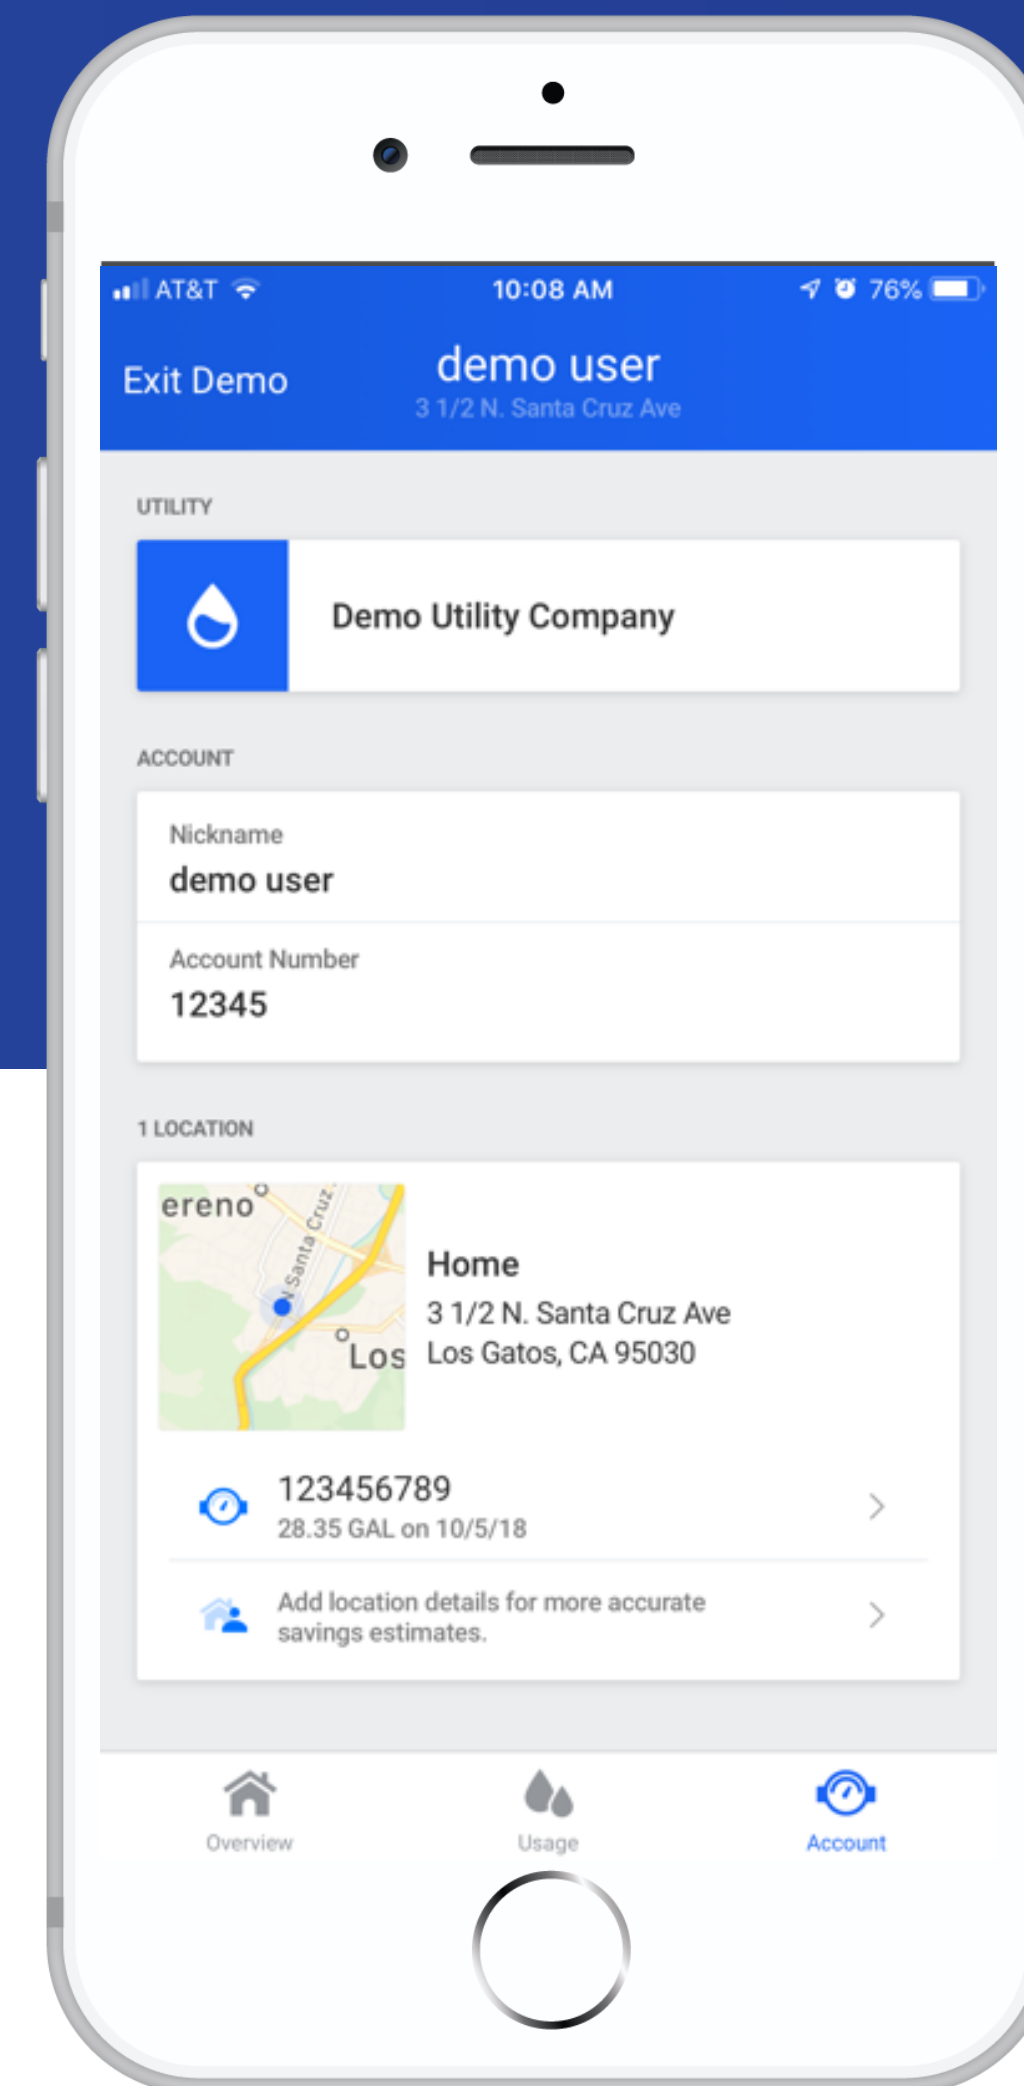 AT&T 10:08 AM 76%
Exit Demo
demo user
3 1/2 N. Santa Cruz Ave
UTILITY
Demo Utility Company
ACCOUNT
Nickname
demo user
Account Number
12345
1 LOCATION
ereno
N Santa Cruz
Los
Home
3 1/2 N. Santa Cruz Ave
Los Gatos, CA 95030
123456789
28.35 GAL on 10/5/18
Add location details for more accurate
savings estimates.
Overview Usage Account